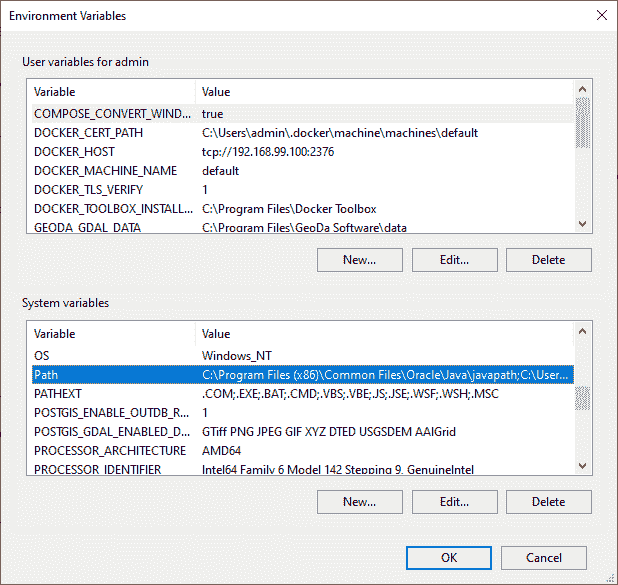 Environment Variables
User variables for admin
Variable Value
COMPOSE_CONVERT_WIND... true
DOCKER_CERT_PATH C:\Users\admin\.docker\machine\machines\default
DOCKER_HOST tcp://192.168.99.100:2376
DOCKER_MACHINE_NAME default
DOCKER_TLS_VERIFY 1
DOCKER_TOOLBOX_INSTALL... C:\Program Files\Docker Toolbox
GEODA_GDAL_DATA C:\Program Files\GeoDa Software\data
New... Edit... Delete
System variables
Variable Value
OS Windows_NT
Path C:\Program Files (x86)\Common Files\Oracle\Java\javapath;C:\User...
PATHEXT .COM;.EXE;.BAT;.CMD;.VBS;.VBE;.JS;.JSE;.WSF;.WSH;.MSC
POSTGIS_ENABLE_OUTDB_R... 1
POSTGIS_GDAL_ENABLED_D... GTiff PNG JPEG GIF XYZ DTED USGSDEM AAIGrid
PROCESSOR_ARCHITECTURE AMD64
PROCESSOR_IDENTIFIER Intel64 Family 6 Model 142 Stepping 9, GenuineIntel
New... Edit... Delete
OK Cancel